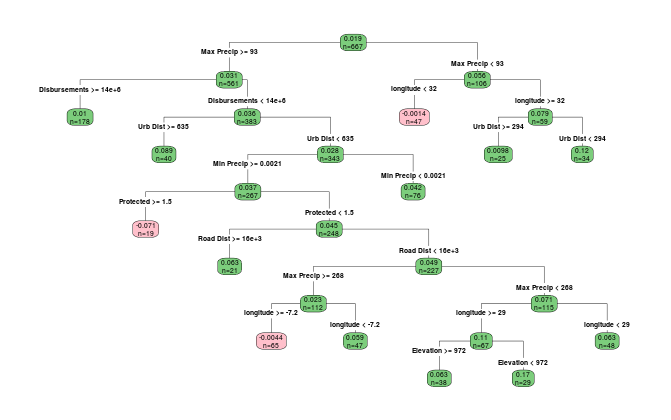 0.019
n=667
Max Precip >= 93
Max Precip < 93
0.031
n=561
0.056
n=106
Disbursements >= 14e+6
Disbursements < 14e+6
longitude < 32
longitude >= 32
0.01
n=178
0.036
n=383
-0.0014
n=47
0.079
n=59
Urb Dist >= 635
Urb Dist < 635
Urb Dist >= 294
Urb Dist < 294
0.089
n=40
0.028
n=343
0.0098
n=25
0.12
n=34
Min Precip >= 0.0021
Min Precip < 0.0021
0.037
n=267
0.042
n=76
Protected >= 1.5
Protected < 1.5
-0.071
n=19
0.045
n=248
Road Dist >= 16e+3
Road Dist < 16e+3
0.063
n=21
0.049
n=227
Max Precip >= 268
Max Precip < 268
0.023
n=112
0.071
n=115
longitude >= -7.2
longitude < -7.2
longitude >= 29
longitude < 29
-0.0044
n=65
0.059
n=47
0.11
n=67
0.063
n=48
Elevation >= 972
Elevation < 972
0.063
n=38
0.17
n=29